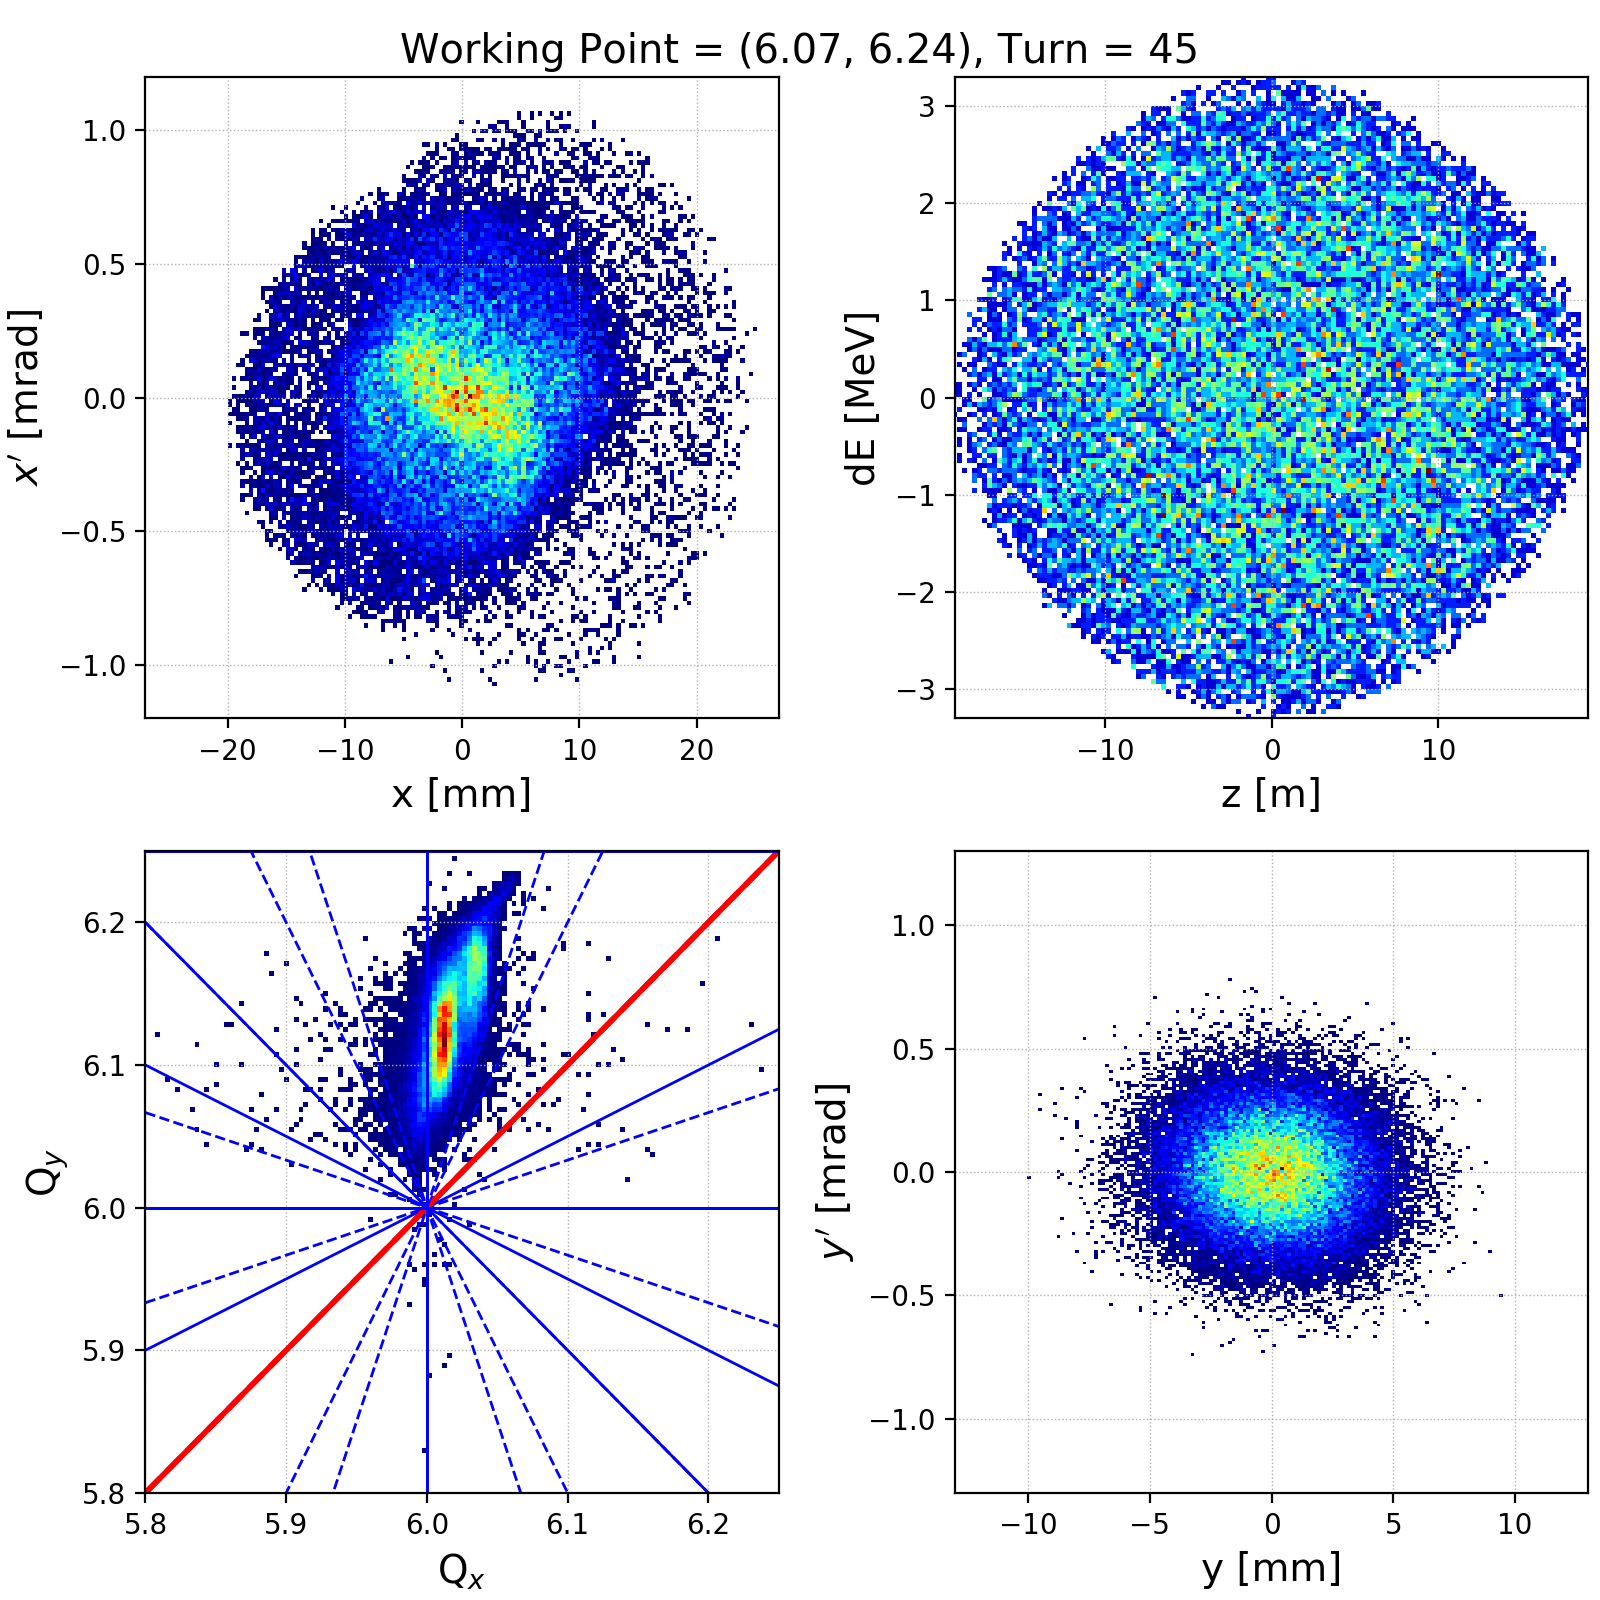 Working Point = (6.07, 6.24), Turn = 45
1.0
0.5
0.0
−0.5
−1.0
x′ [mrad]
−20 −10 0 10 20
x [mm]
3
2
1
0
−1
−2
−3
dE [MeV]
−10 0 10
z [m]
6.2
6.1
6.0
5.9
5.8
Qy
5.8 5.9 6.0 6.1 6.2
Qx
1.0
0.5
0.0
−0.5
−1.0
y′ [mrad]
−10 −5 0 5 10
y [mm]